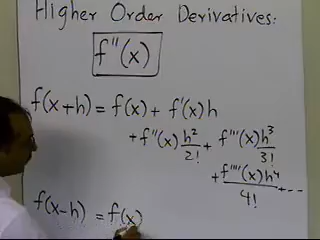 Higher Order Derivatives:
f''(x)
f(x+h) = f(x) + f'(x)h
+ f''(x) h²/2! + f'''(x) h³/3!
+ f''''(x) h⁴/4! + ---
f(x-h) = f(x)